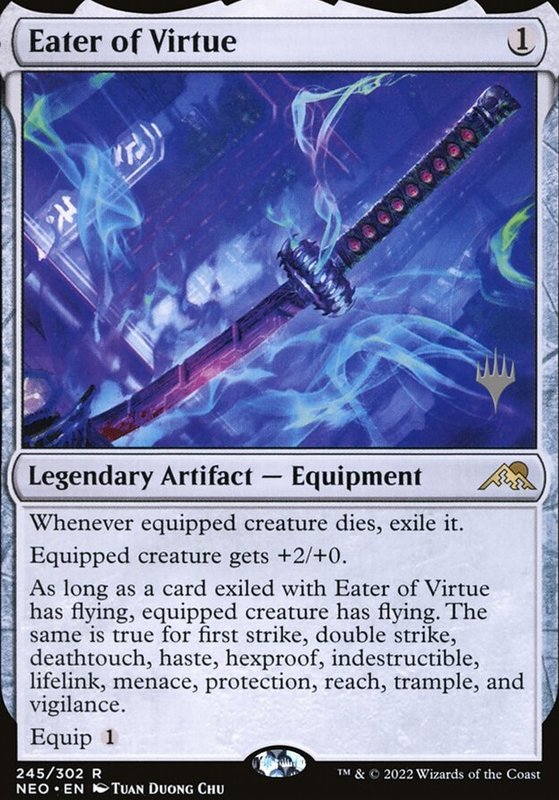 Eater of Virtue 1
Legendary Artifact — Equipment
Whenever equipped creature dies, exile it.
Equipped creature gets +2/+0.
As long as a card exiled with Eater of Virtue
has flying, equipped creature has flying. The
same is true for first strike, double strike,
deathtouch, haste, hexproof, indestructible,
lifelink, menace, protection, reach, trample, and
vigilance.
Equip 1
245/302 R
NEO • EN Tuan Duong Chu
™ & © 2022 Wizards of the Coast